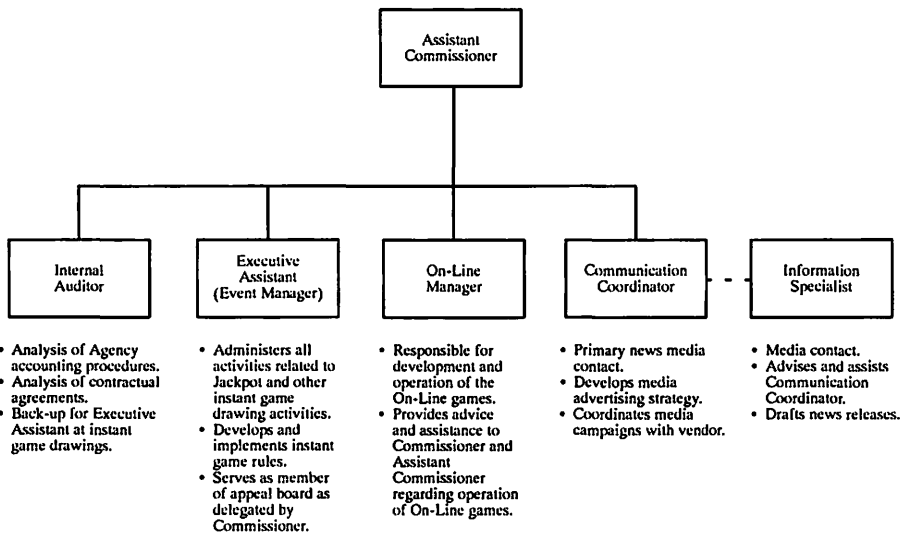 Assistant
Commissioner
Internal
Auditor
Executive
Assistant
(Event Manager)
On-Line
Manager
Communication
Coordinator
Information
Specialist
• Analysis of Agency
accounting procedures.
• Analysis of contractual
agreements.
• Back-up for Executive
Assistant at instant
game drawings.
• Administers all
activities related to
Jackpot and other
instant game
drawing activities.
• Develops and
implements instant
game rules.
• Serves as member
of appeal board as
delegated by
Commissioner.
• Responsible for
development and
operation of the
On-Line games.
• Provides advice
and assistance to
Commissioner and
Assistant
Commissioner
regarding operation
of On-Line games.
• Primary news media
contact.
• Develops media
advertising strategy.
• Coordinates media
campaigns with vendor.
• Media contact.
• Advises and assists
Communication
Coordinator.
• Drafts news releases.